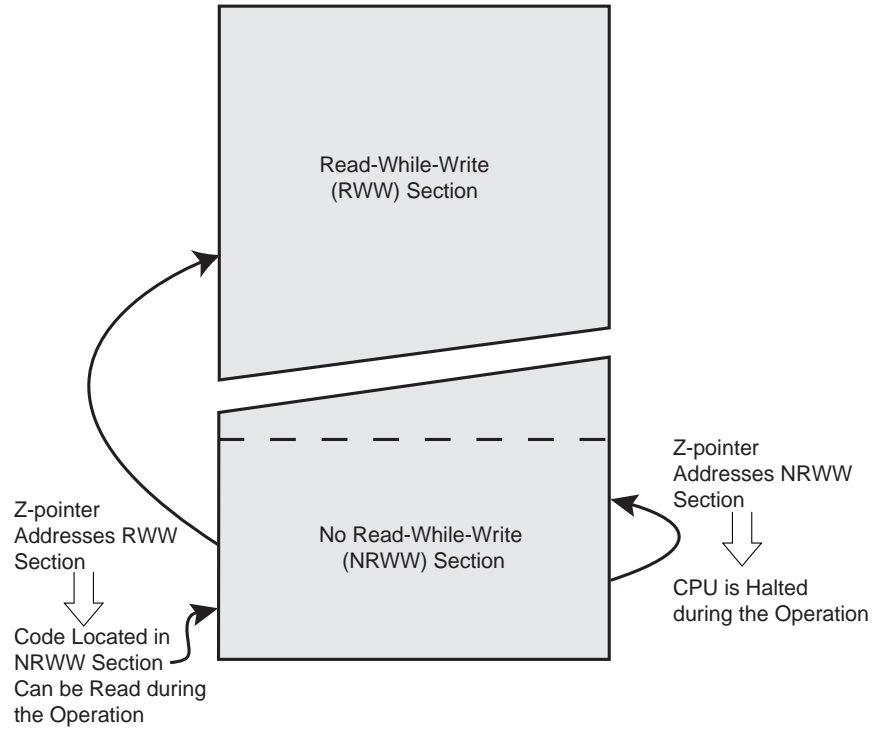 Read-While-Write
(RWW) Section
Z-pointer
Addresses NRWW
Section
Z-pointer
Addresses RWW
Section
No Read-While-Write
(NRWW) Section
CPU is Halted
during the Operation
Code Located in
NRWW Section
Can be Read during
the Operation